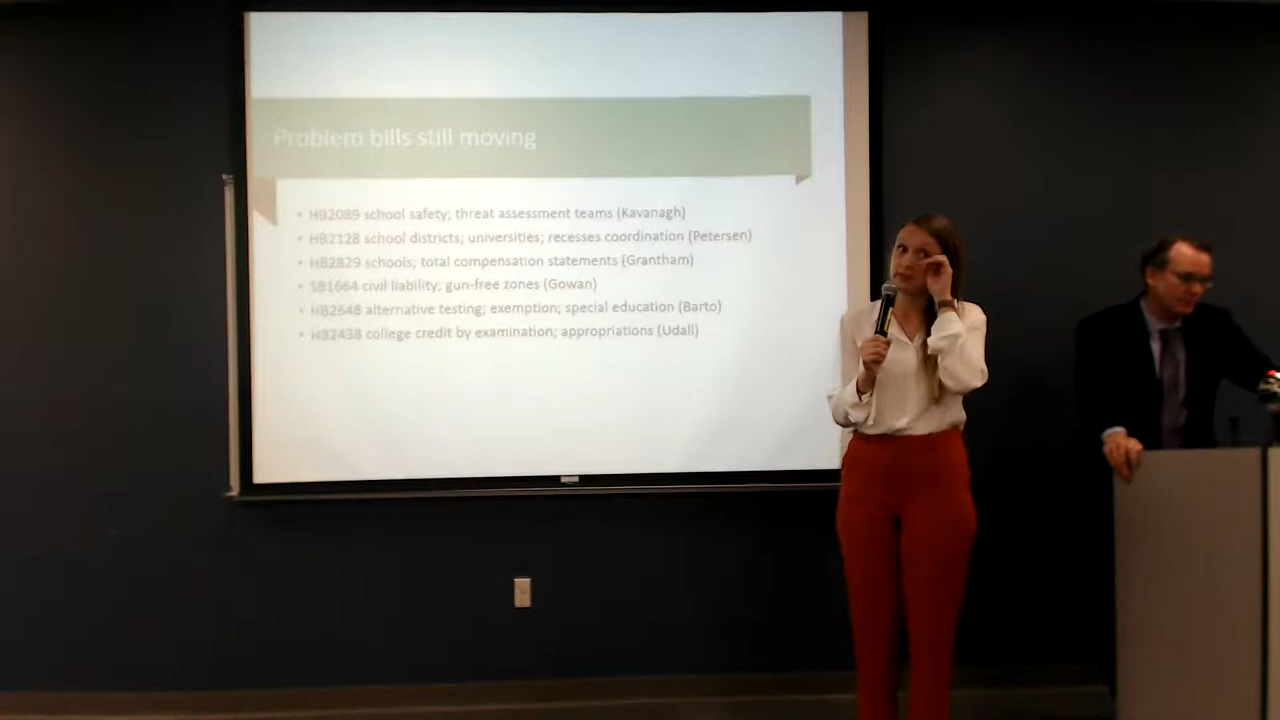 Problem bills still moving
• HB2089 school safety; threat assessment teams (Kavanagh)
• HB2128 school districts; universities; recesses coordination (Petersen)
• HB2829 schools; total compensation statements (Grantham)
• SB1664 civil liability; gun-free zones (Gowan)
• HB2648 alternative testing; exemption; special education (Barto)
• HB2438 college credit by examination; appropriations (Udall)